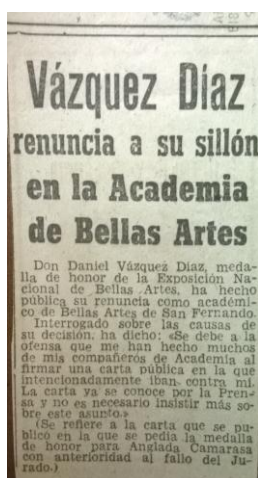 Vázquez Díaz
renuncia a su sillón
en la Academia
de Bellas Artes
Don Daniel Vázquez Díaz, meda-
lla de honor de la Exposición Na-
cional de Bellas Artes, ha hecho
pública su renuncia como académi-
co de Bellas Artes de San Fernando.
Interrogado sobre las causas de
su decisión, ha dicho: «Se debe a la
ofensa que me han hecho muchos
de mis compañeros de Academia al
firmar una carta pública en la que
intencionadamente iban contra mí.
La carta ya se conoce por la Pren-
sa y no es necesario insistir más so-
bre este asunto.»
(Se refiere a la carta que se pu-
blicó en la que se pedía la medalla
de honor para Anglada Camarasa
con anterioridad al fallo del Ju-
rado.)